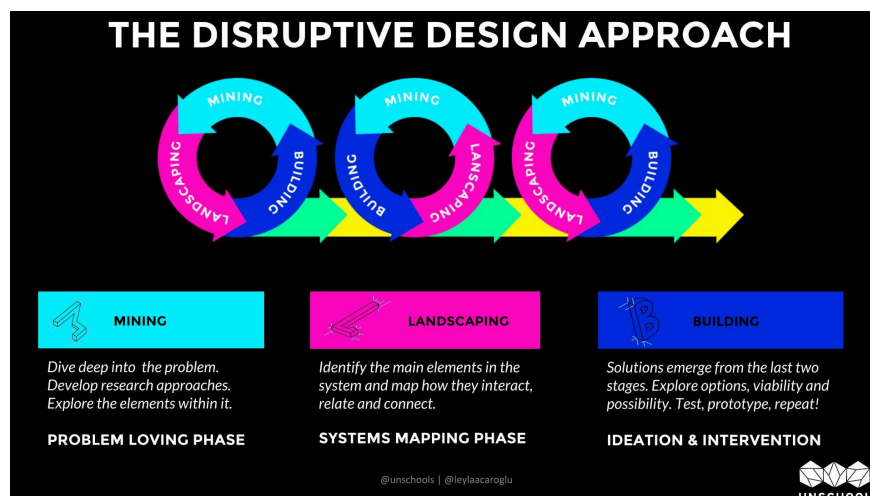 THE DISRUPTIVE DESIGN APPROACH
MINING
LANDSCAPING
BUILDING
MINING
BUILDING
LANSCAPING
MINING
LANDSCAPING
BUILDING
MINING
Dive deep into the problem.
Develop research approaches.
Explore the elements within it.
PROBLEM LOVING PHASE
LANDSCAPING
Identify the main elements in the
system and map how they interact,
relate and connect.
SYSTEMS MAPPING PHASE
BUILDING
Solutions emerge from the last two
stages. Explore options, viability and
possibility. Test, prototype, repeat!
IDEATION & INTERVENTION
@unschools | @leylaacaroglu